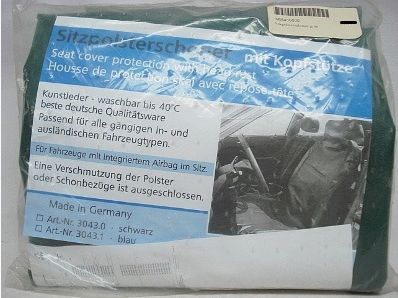 Sitzpolsterschoner mit Kopfstütze
Seat cover protection with head rest
Housse de protection skai avec repose têtes
Kunstleder - waschbar bis 40°C
beste deutsche Qualitätsware
Passend für alle gängigen in- und
ausländischen Fahrzeugtypen.
Für Fahrzeuge mit Integriertem Airbag im Sitz.
Eine Verschmutzung der Polster
oder Schonbezüge ist ausgeschlossen.
Made in Germany
Art.-Nr. 3043.0 · schwarz
Art.-Nr. 3043.1 · blau